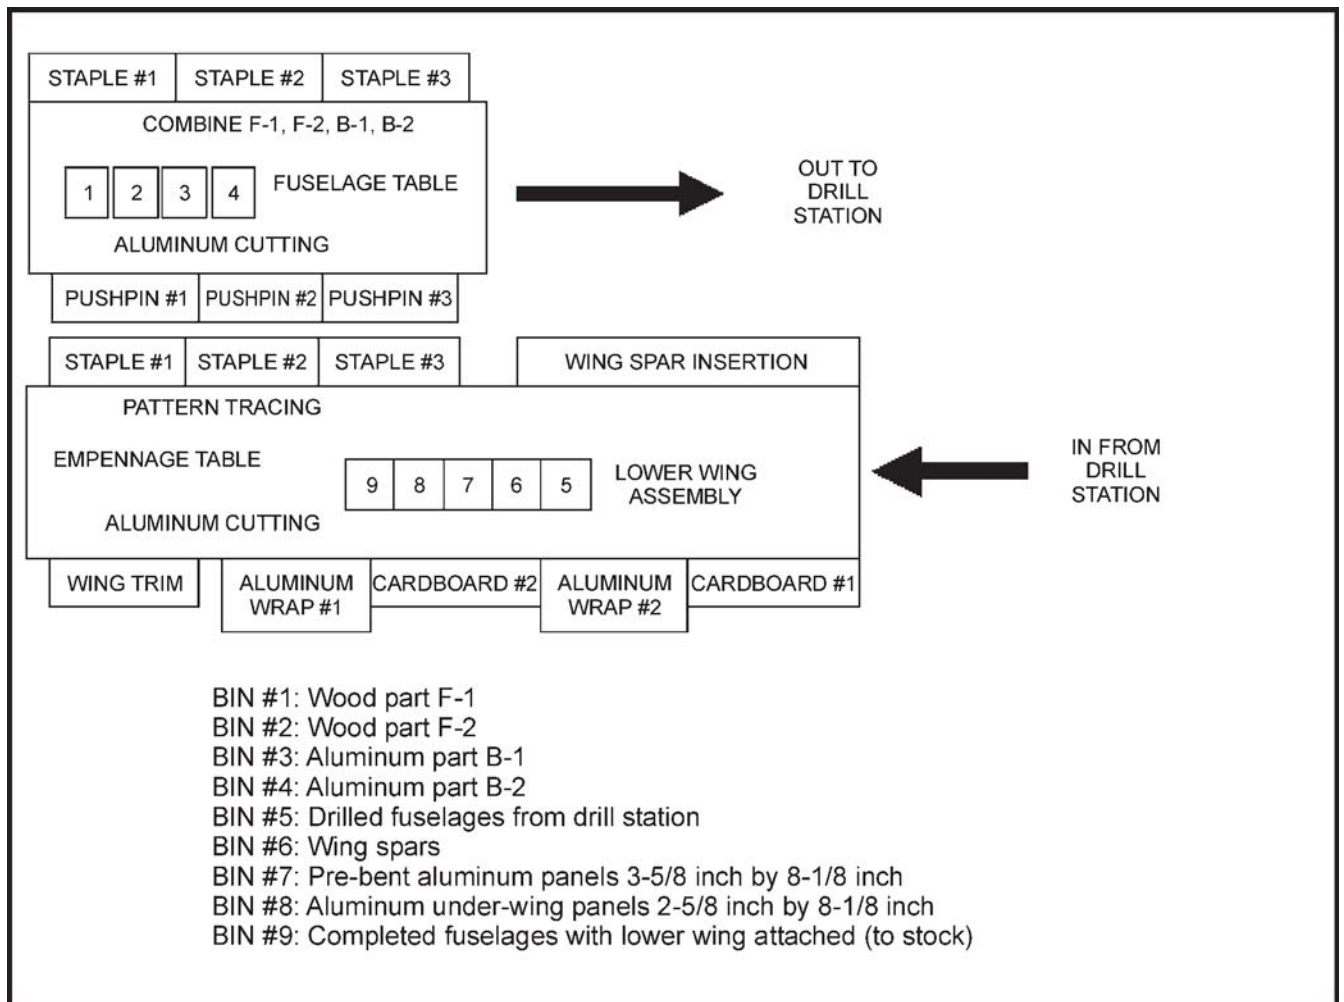 STAPLE #1
STAPLE #2
STAPLE #3
COMBINE F-1, F-2, B-1, B-2
1
2
3
4
FUSELAGE TABLE
ALUMINUM CUTTING
PUSHPIN #1
PUSHPIN #2
PUSHPIN #3
OUT TO
DRILL
STATION
STAPLE #1
STAPLE #2
STAPLE #3
WING SPAR INSERTION
PATTERN TRACING
EMPENNAGE TABLE
9
8
7
6
5
LOWER WING
ASSEMBLY
ALUMINUM CUTTING
IN FROM
DRILL
STATION
WING TRIM
ALUMINUM
WRAP #1
CARDBOARD #2
ALUMINUM
WRAP #2
CARDBOARD #1
BIN #1: Wood part F-1
BIN #2: Wood part F-2
BIN #3: Aluminum part B-1
BIN #4: Aluminum part B-2
BIN #5: Drilled fuselages from drill station
BIN #6: Wing spars
BIN #7: Pre-bent aluminum panels 3-5/8 inch by 8-1/8 inch
BIN #8: Aluminum under-wing panels 2-5/8 inch by 8-1/8 inch
BIN #9: Completed fuselages with lower wing attached (to stock)